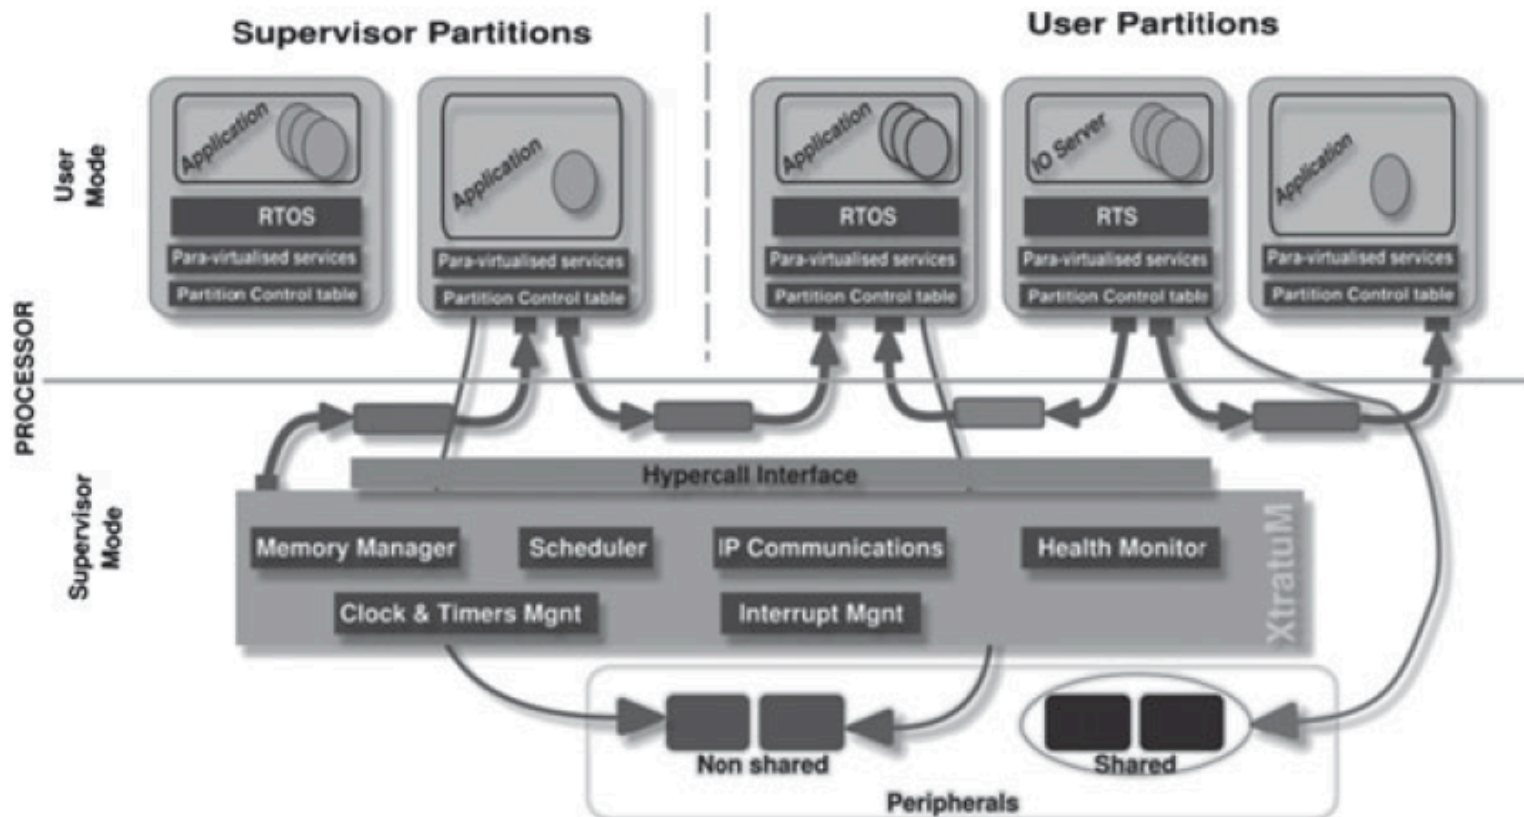 Supervisor Partitions
User Partitions
User
Mode
Application
RTOS
Para-virtualised services
Partition Control table
Application
Para-virtualised services
Partition Control table
Application
RTOS
Para-virtualised services
Partition Control table
IO Server
RTS
Para-virtualised services
Partition Control table
Application
Para-virtualised services
Partition Control table
PROCESSOR
Supervisor
Mode
Hypercall Interface
Memory Manager
Scheduler
IP Communications
Health Monitor
Clock & Timers Mgnt
Interrupt Mgnt
XtratuM
Non shared
Shared
Peripherals